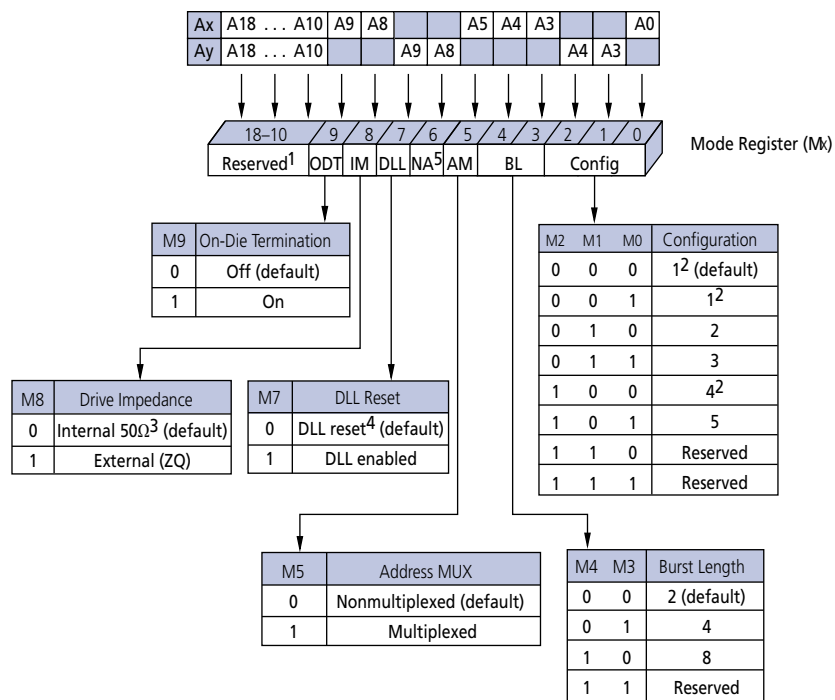 Ax A18 . . . A10 A9 A8 A5 A4 A3 A0
Ay A18 . . . A10 A9 A8 A4 A3
18–10 9 8 7 6 5 4 3 2 1 0
Mode Register (Mx)
Reserved1 ODT IM DLL NA5 AM BL Config
M9 On-Die Termination
0 Off (default)
1 On
M2 M1 M0 Configuration
0 0 0 12 (default)
0 0 1 12
0 1 0 2
0 1 1 3
1 0 0 42
1 0 1 5
1 1 0 Reserved
1 1 1 Reserved
M8 Drive Impedance
0 Internal 50Ω3 (default)
1 External (ZQ)
M7 DLL Reset
0 DLL reset4 (default)
1 DLL enabled
M5 Address MUX
0 Nonmultiplexed (default)
1 Multiplexed
M4 M3 Burst Length
0 0 2 (default)
0 1 4
1 0 8
1 1 Reserved